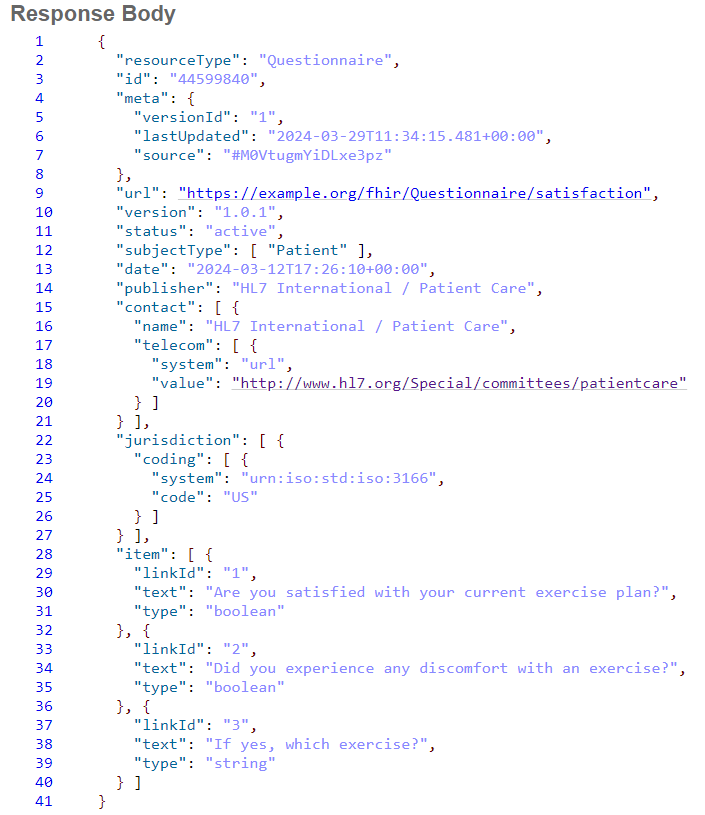 Response Body
1 {
2 "resourceType": "Questionnaire",
3 "id": "44599840",
4 "meta": {
5 "versionId": "1",
6 "lastUpdated": "2024-03-29T11:34:15.481+00:00",
7 "source": "#M0VtugmYiDLxe3pz"
8 },
9 "url": "https://example.org/fhir/Questionnaire/satisfaction",
10 "version": "1.0.1",
11 "status": "active",
12 "subjectType": [ "Patient" ],
13 "date": "2024-03-12T17:26:10+00:00",
14 "publisher": "HL7 International / Patient Care",
15 "contact": [ {
16 "name": "HL7 International / Patient Care",
17 "telecom": [ {
18 "system": "url",
19 "value": "http://www.hl7.org/Special/committees/patientcare"
20 } ]
21 } ],
22 "jurisdiction": [ {
23 "coding": [ {
24 "system": "urn:iso:std:iso:3166",
25 "code": "US"
26 } ]
27 } ],
28 "item": [ {
29 "linkId": "1",
30 "text": "Are you satisfied with your current exercise plan?",
31 "type": "boolean"
32 }, {
33 "linkId": "2",
34 "text": "Did you experience any discomfort with an exercise?",
35 "type": "boolean"
36 }, {
37 "linkId": "3",
38 "text": "If yes, which exercise?",
39 "type": "string"
40 } ]
41 }